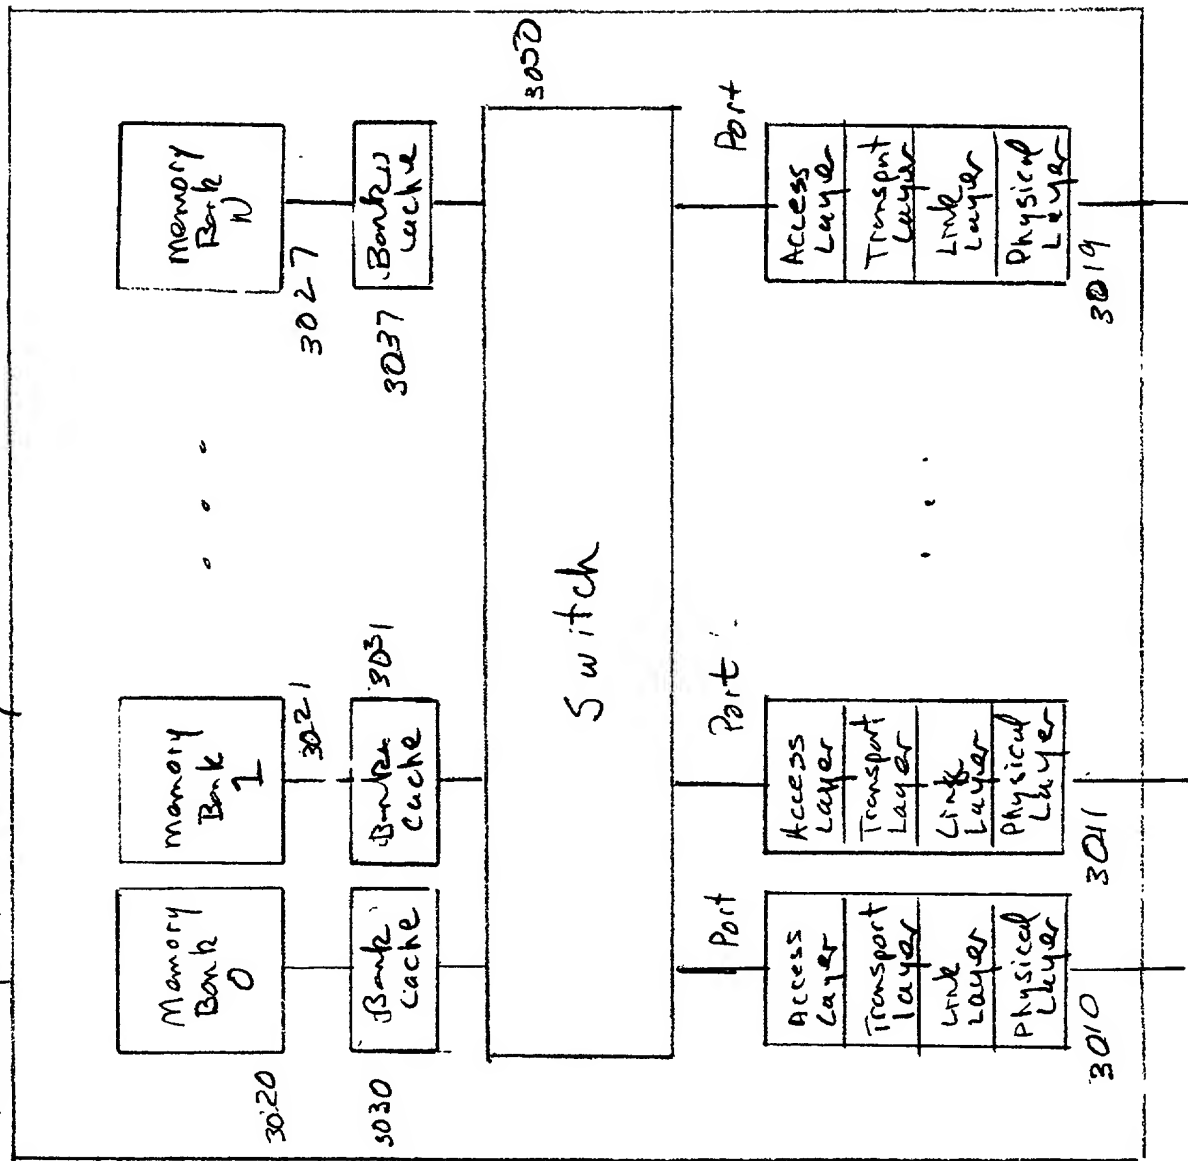 Memory
Bank
0
3020
Memory
Bank
1
3021
Memory
Bank
N
3027
Bank
Cache
3030
Cache
3031
Bank
Cache
3037
Switch
3050
Port
Access
Layer
Transport
Layer
Link
Layer
Physical
Layer
3010
Port
Access
Layer
Transport
Layer
Link
Layer
Physical
Layer
3011
Port
Access
Layer
Transport
Layer
Link
Layer
Physical
Layer
3019